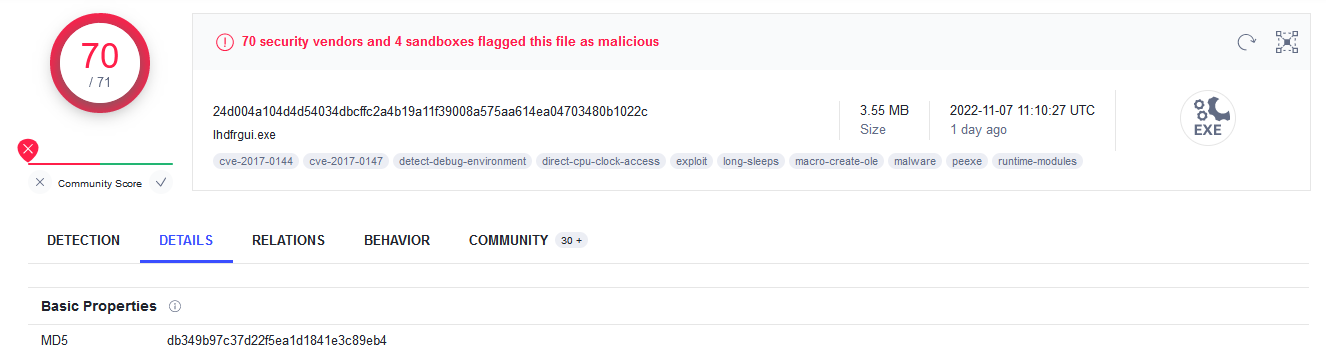 70
/ 71
Community Score
70 security vendors and 4 sandboxes flagged this file as malicious
24d004a104d4d54034dbcffc2a4b19a11f39008a575aa614ea04703480b1022c
lhdfrgui.exe
3.55 MB
Size
2022-11-07 11:10:27 UTC
1 day ago
EXE
cve-2017-0144 cve-2017-0147 detect-debug-environment direct-cpu-clock-access exploit long-sleeps macro-create-ole malware peexe runtime-modules
DETECTION DETAILS RELATIONS BEHAVIOR COMMUNITY 30 +
Basic Properties
MD5 db349b97c37d22f5ea1d1841e3c89eb4